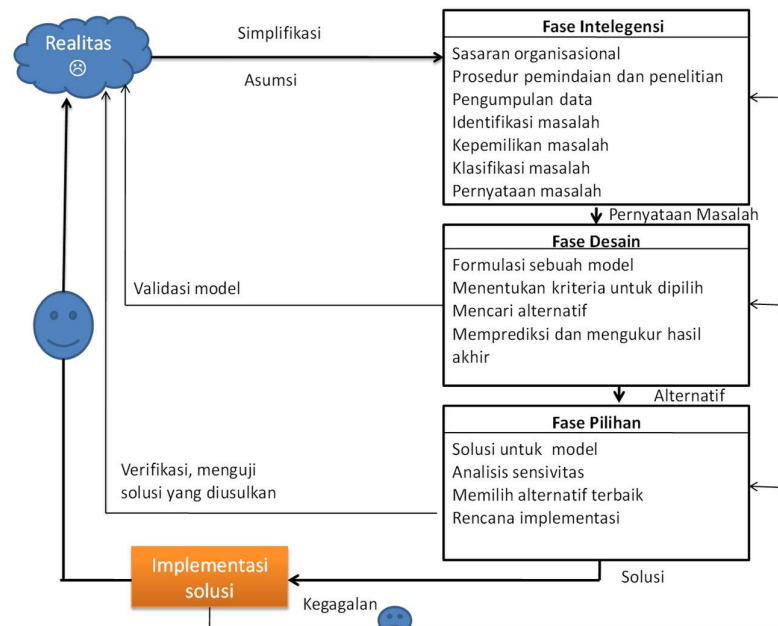 Realitas
☹
Simplifikasi
Asumsi
Fase Intelegensi
Sasaran organisasional
Prosedur pemindaian dan penelitian
Pengumpulan data
Identifikasi masalah
Kepemilikan masalah
Klasifikasi masalah
Pernyataan masalah
Pernyataan Masalah
Fase Desain
Formulasi sebuah model
Menentukan kriteria untuk dipilih
Mencari alternatif
Memprediksi dan mengukur hasil
akhir
Validasi model
Alternatif
Fase Pilihan
Solusi untuk model
Analisis sensivitas
Memilih alternatif terbaik
Rencana implementasi
Verifikasi, menguji
solusi yang diusulkan
Implementasi
solusi
Solusi
Kegagalan